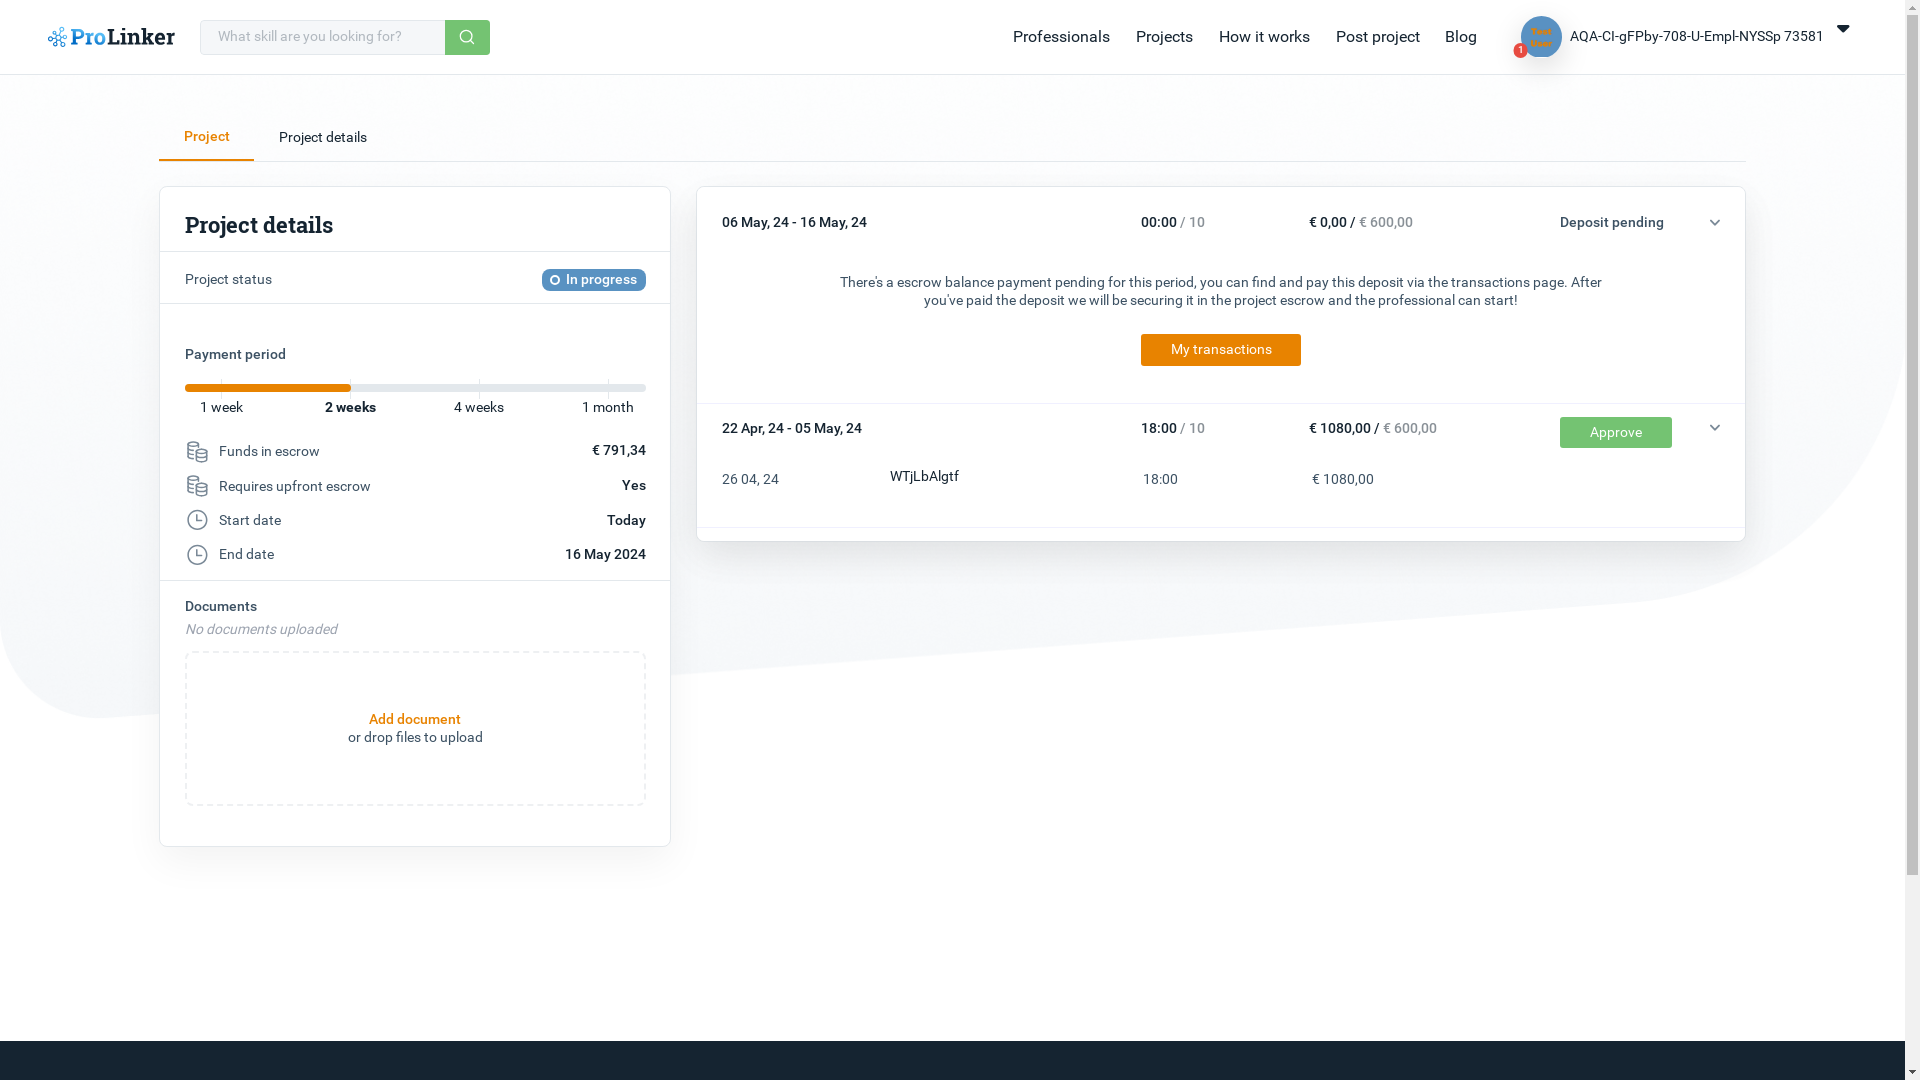 ProLinker
What skill are you looking for?
Professionals
Projects
How it works
Post project
Blog
1
AQA-CI-gFPby-708-U-Empl-NYSSp 73581
Project
Project details
Project details
Project status
In progress
Payment period
1 week
2 weeks
4 weeks
1 month
Funds in escrow
€ 791,34
Requires upfront escrow
Yes
Start date
Today
End date
16 May 2024
Documents
No documents uploaded
Add document
or drop files to upload
06 May, 24 - 16 May, 24
00:00 / 10
€ 0,00 / € 600,00
Deposit pending
There's a escrow balance payment pending for this period, you can find and pay this deposit via the transactions page. After
you've paid the deposit we will be securing it in the project escrow and the professional can start!
My transactions
22 Apr, 24 - 05 May, 24
18:00 / 10
€ 1080,00 / € 600,00
Approve
26 04, 24
WTjLbAlgtf
18:00
€ 1080,00